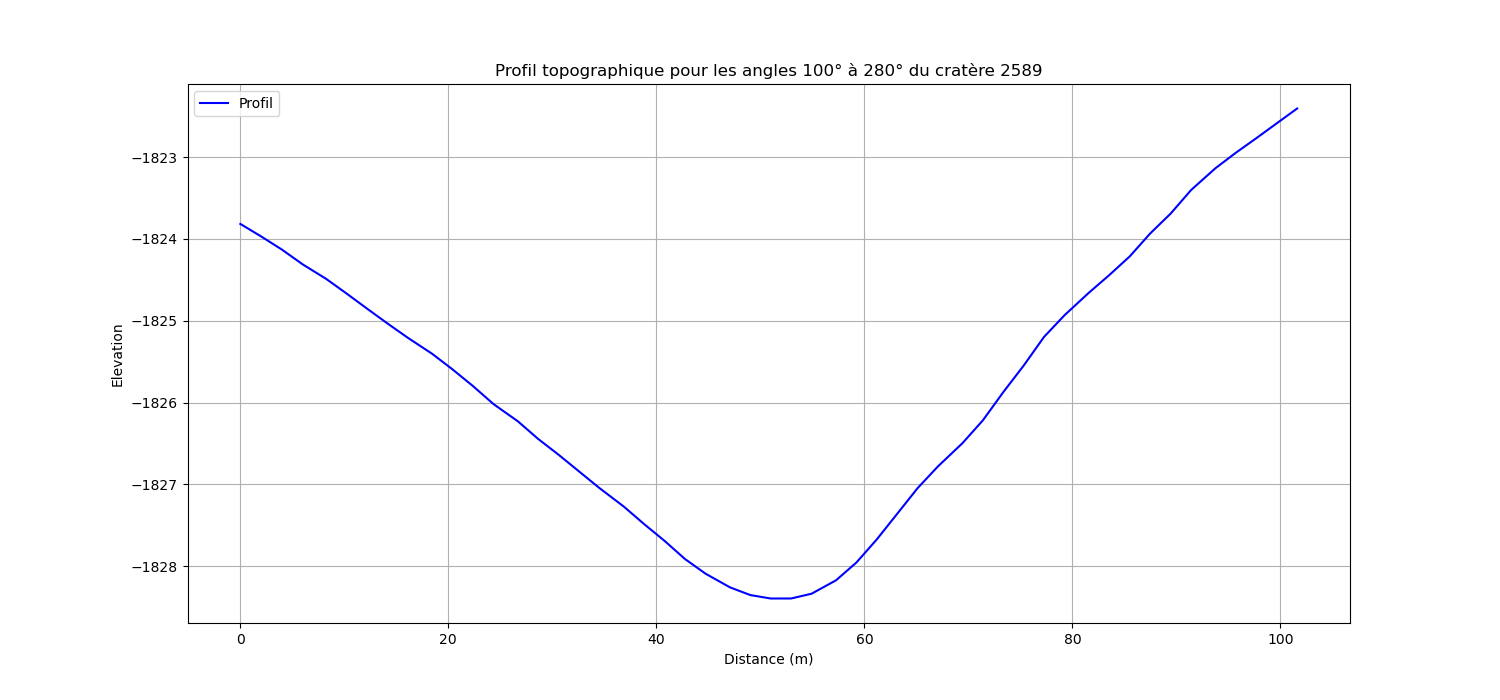 Profil topographique pour les angles 100° à 280° du cratère 2589
Profil
−1823
−1824
−1825
−1826
−1827
−1828
Elevation
0 20 40 60 80 100
Distance (m)